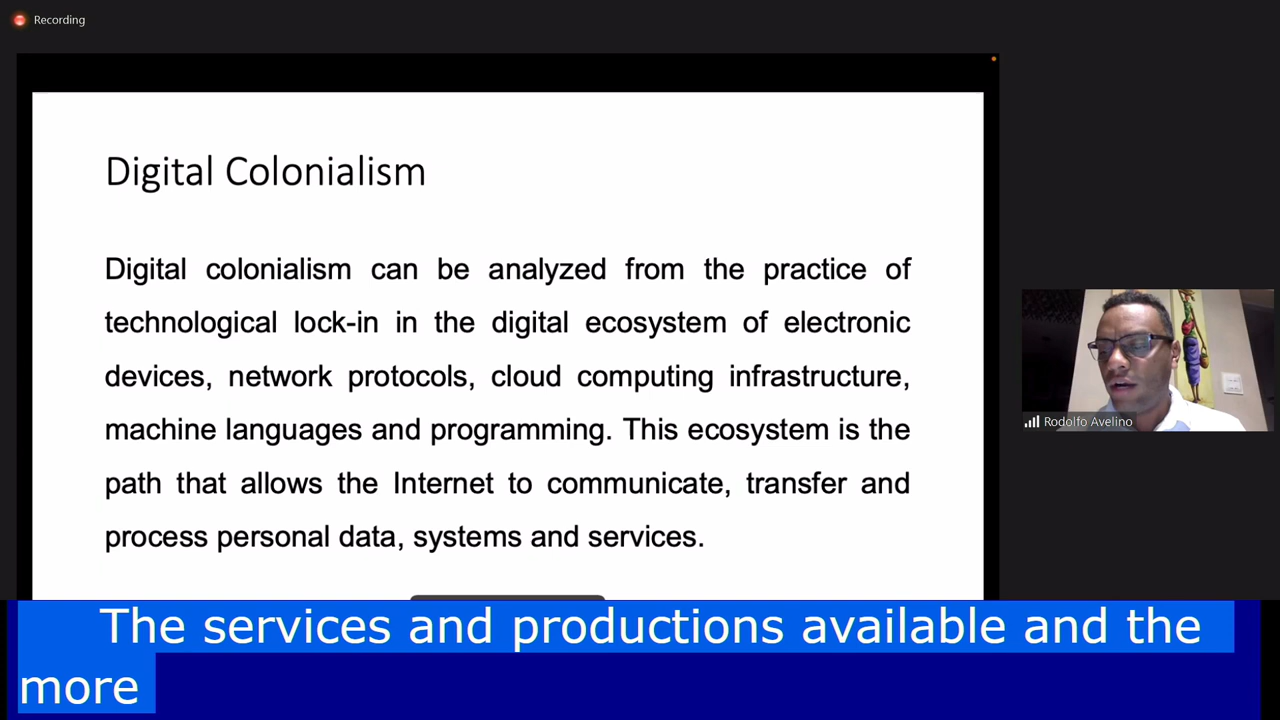 Recording
Digital Colonialism
Digital colonialism can be analyzed from the practice of
technological lock-in in the digital ecosystem of electronic
devices, network protocols, cloud computing infrastructure,
machine languages and programming. This ecosystem is the
path that allows the Internet to communicate, transfer and
process personal data, systems and services.
Rodolfo Avelino
The services and productions available and the
more